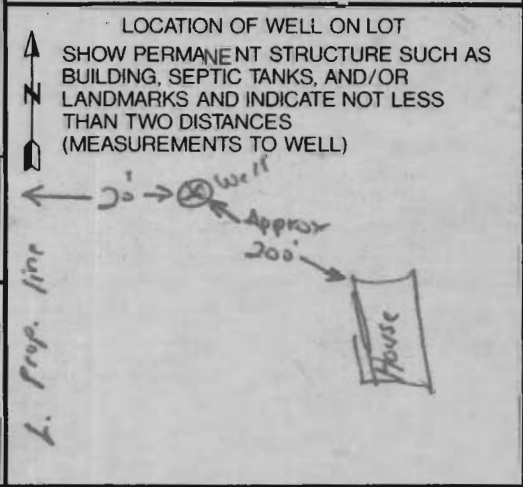 LOCATION OF WELL ON LOT
SHOW PERMANENT STRUCTURE SUCH AS
BUILDING, SEPTIC TANKS, AND/OR
LANDMARKS AND INDICATE NOT LESS
THAN TWO DISTANCES
(MEASUREMENTS TO WELL)
N
20'
Well
Approx
200'
L. Prop. line
House